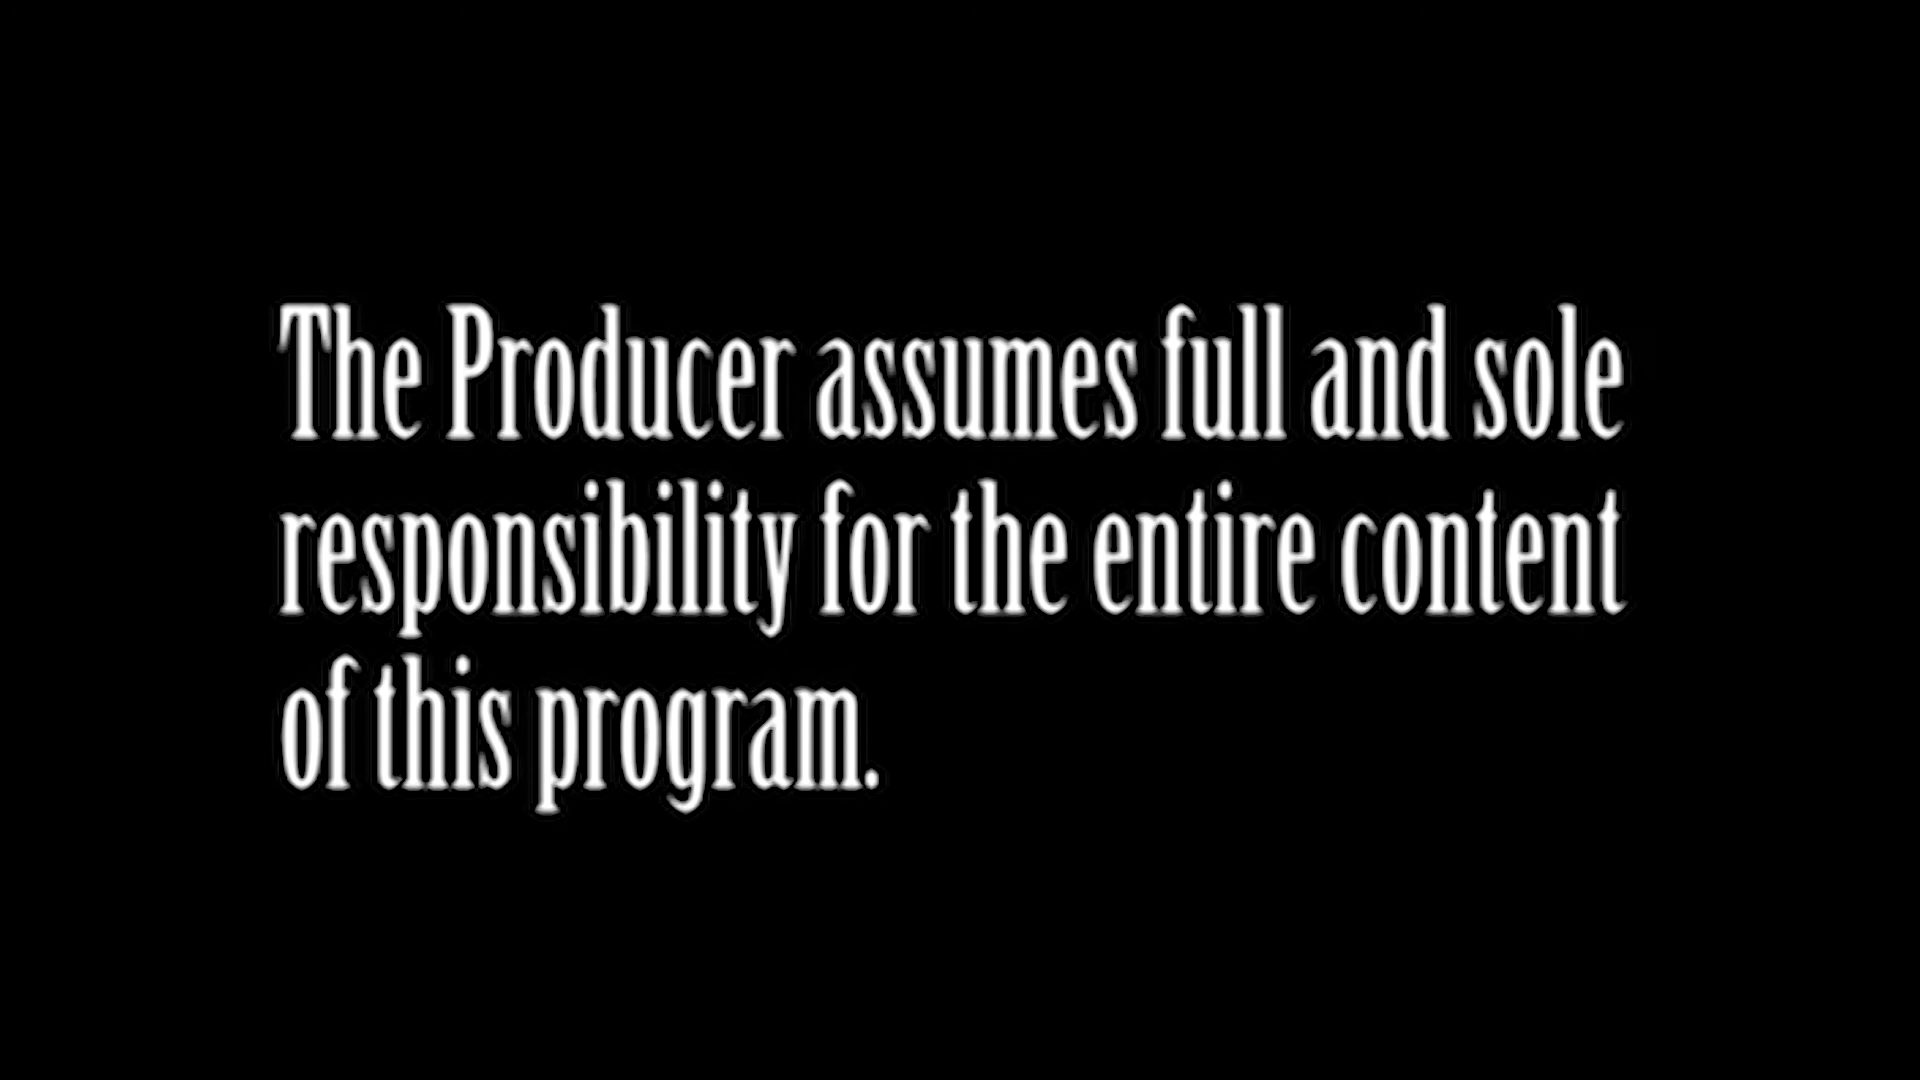 The Producer assumes full and sole
responsibility for the entire content
of this program.